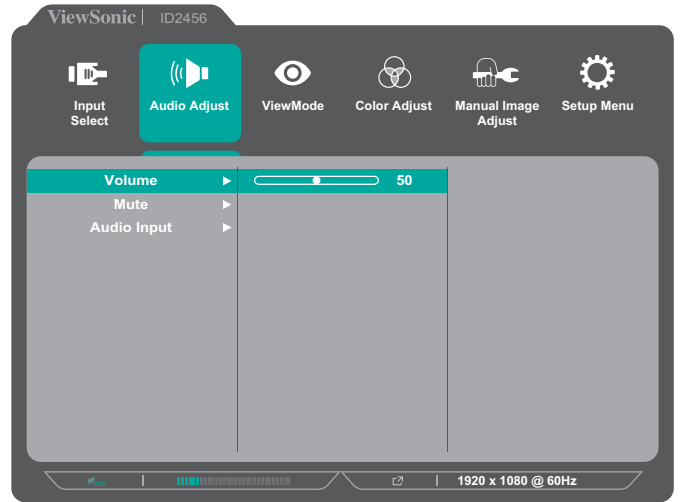 ViewSonic | ID2456
Input
Select
Audio Adjust
ViewMode
Color Adjust
Manual Image
Adjust
Setup Menu
Volume
50
Mute
Audio Input
1920 x 1080 @ 60Hz